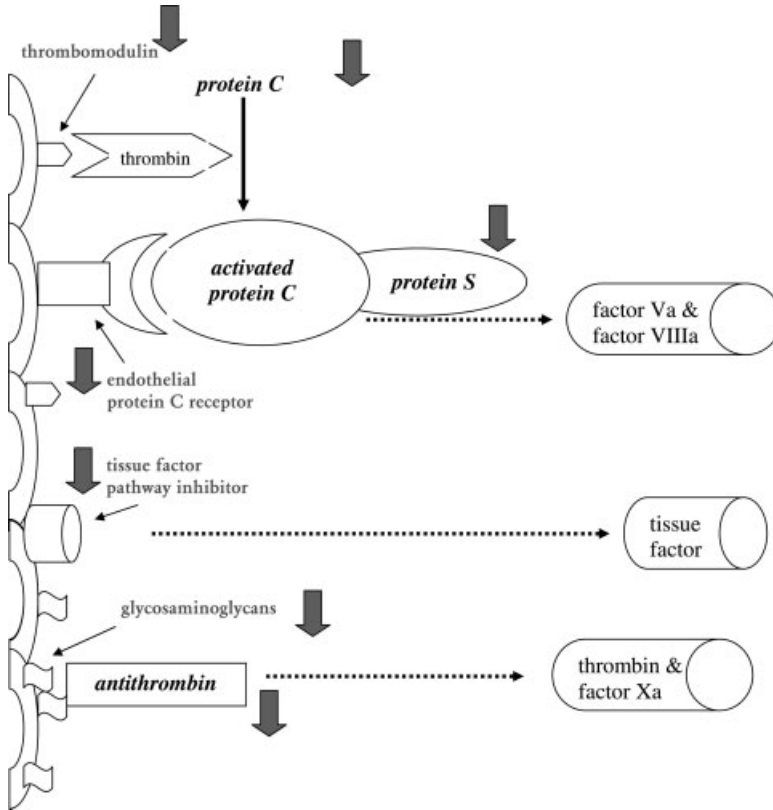 thrombomodulin
protein C
thrombin
activated
protein C
protein S
factor Va &
factor VIIIa
endothelial
protein C receptor
tissue factor
pathway inhibitor
tissue
factor
glycosaminoglycans
antithrombin
thrombin &
factor Xa